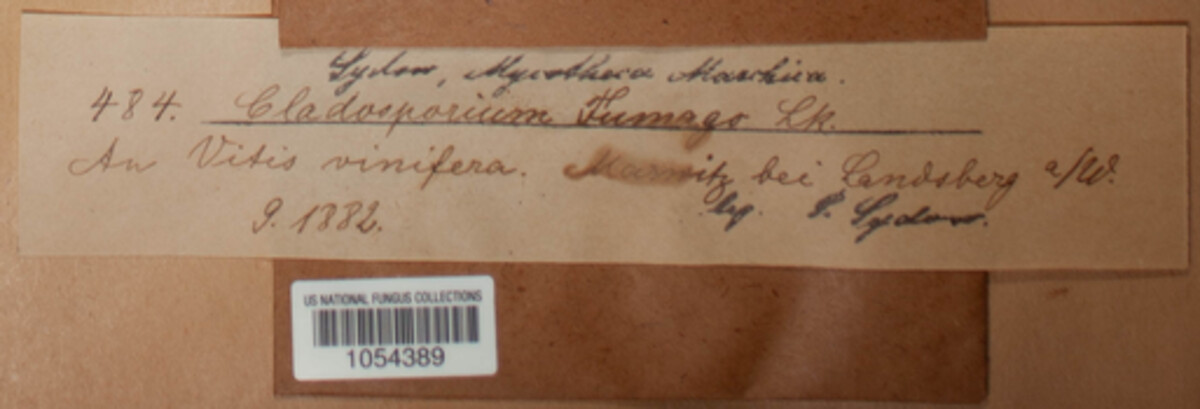 Sydow, Mycotheca Marchica.
484. Cladosporium Fumago Lk.
An Vitis vinifera. Marwitz bei Landsberg a/W.
9. 1882. leg. P. Sydow.
US NATIONAL FUNGUS COLLECTIONS
1054389